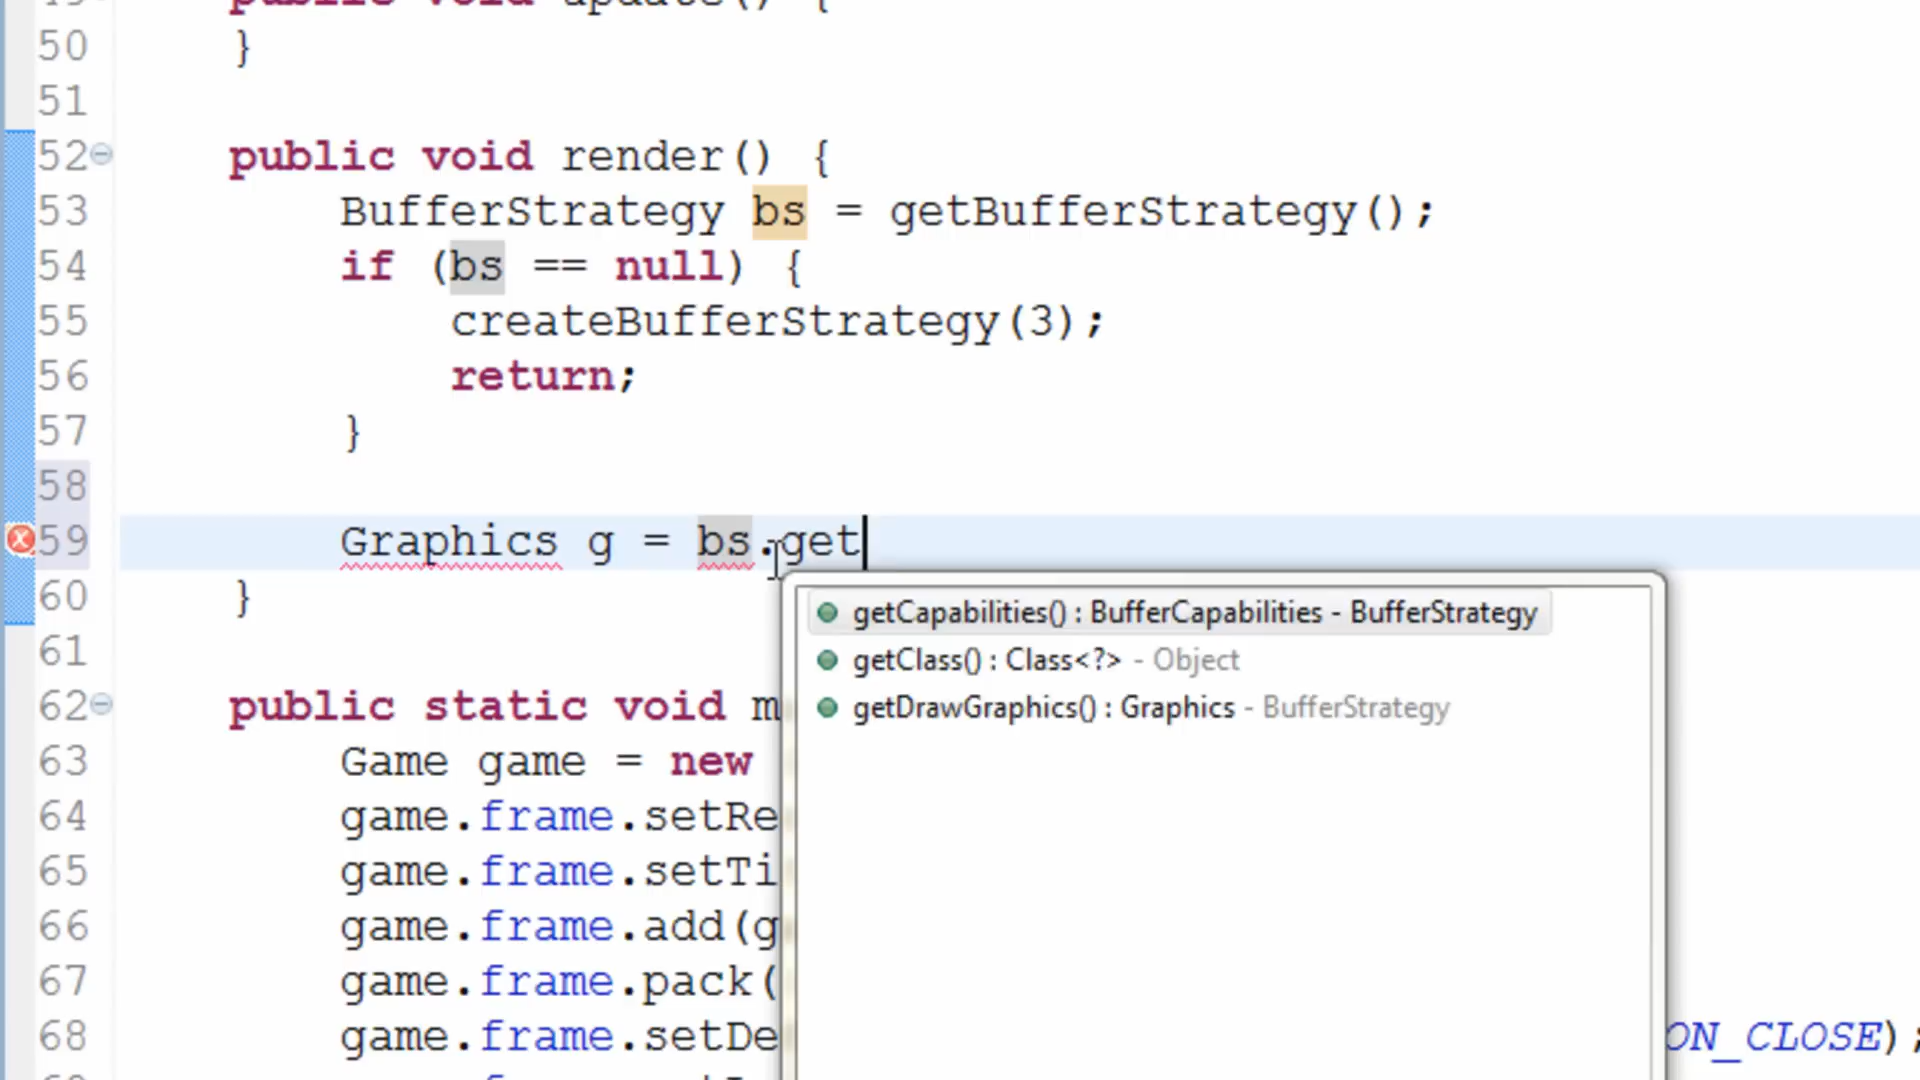 public void update() {
50 }
51
52 public void render() {
53 BufferStrategy bs = getBufferStrategy();
54 if (bs == null) {
55 createBufferStrategy(3);
56 return;
57 }
58
59 Graphics g = bs.get
60 }
61
62 public static void m
63 Game game = new
64 game.frame.setRe
65 game.frame.setTi
66 game.frame.add(g
67 game.frame.pack(
68 game.frame.setDe ON_CLOSE);
getCapabilities() : BufferCapabilities - BufferStrategy
getClass() : Class<?> - Object
getDrawGraphics() : Graphics - BufferStrategy